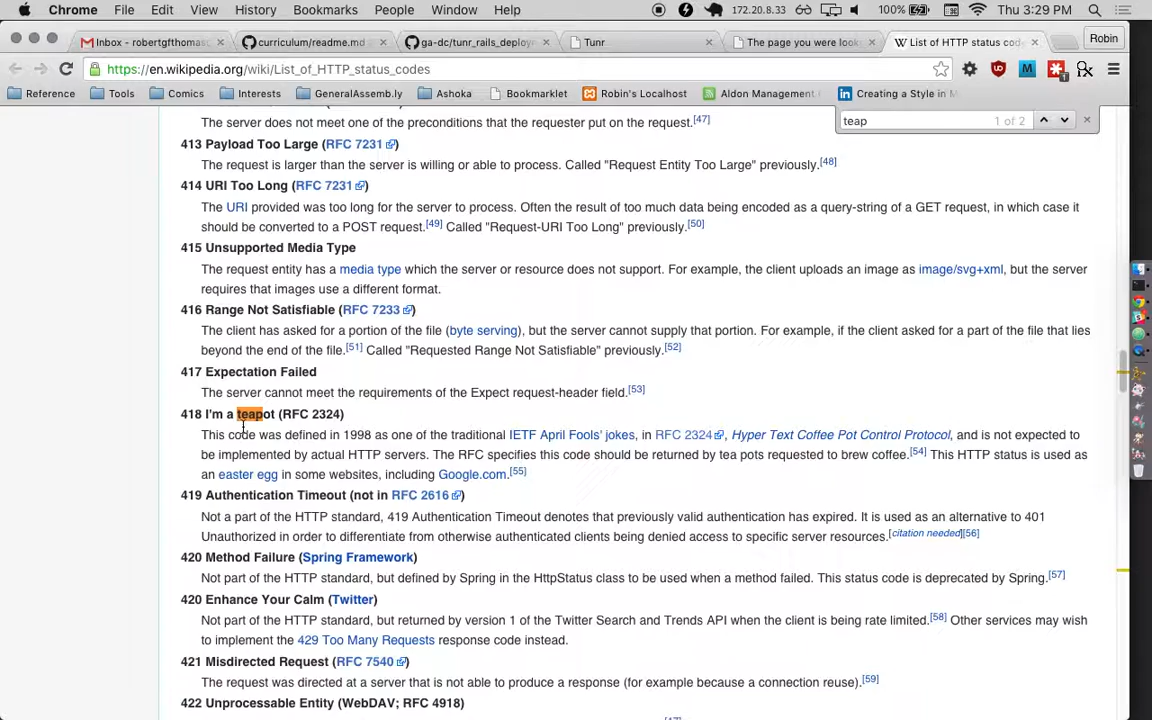 Chrome File Edit View History Bookmarks People Window Help 172.20.8.33 100% Thu 3:29 PM
Inbox - robertgfthomas curriculum/readme.md ga-dc/tunr_rails_deploy Tunr The page you were look List of HTTP status cod Robin
https://en.wikipedia.org/wiki/List_of_HTTP_status_codes
Reference Tools Comics Interests GeneralAssemb.ly Ashoka Bookmarklet Robin's Localhost Aldon Management Creating a Style in M
teap 1 of 2
The server does not meet one of the preconditions that the requester put on the request.[47]
413 Payload Too Large (RFC 7231)
The request is larger than the server is willing or able to process. Called "Request Entity Too Large" previously.[48]
414 URI Too Long (RFC 7231)
The URI provided was too long for the server to process. Often the result of too much data being encoded as a query-string of a GET request, in which case it
should be converted to a POST request.[49] Called "Request-URI Too Long" previously.[50]
415 Unsupported Media Type
The request entity has a media type which the server or resource does not support. For example, the client uploads an image as image/svg+xml, but the server
requires that images use a different format.
416 Range Not Satisfiable (RFC 7233)
The client has asked for a portion of the file (byte serving), but the server cannot supply that portion. For example, if the client asked for a part of the file that lies
beyond the end of the file.[51] Called "Requested Range Not Satisfiable" previously.[52]
417 Expectation Failed
The server cannot meet the requirements of the Expect request-header field.[53]
418 I'm a teapot (RFC 2324)
This code was defined in 1998 as one of the traditional IETF April Fools' jokes, in RFC 2324, Hyper Text Coffee Pot Control Protocol, and is not expected to
be implemented by actual HTTP servers. The RFC specifies this code should be returned by tea pots requested to brew coffee.[54] This HTTP status is used as
an easter egg in some websites, including Google.com.[55]
419 Authentication Timeout (not in RFC 2616)
Not a part of the HTTP standard, 419 Authentication Timeout denotes that previously valid authentication has expired. It is used as an alternative to 401
Unauthorized in order to differentiate from otherwise authenticated clients being denied access to specific server resources.[citation needed][56]
420 Method Failure (Spring Framework)
Not part of the HTTP standard, but defined by Spring in the HttpStatus class to be used when a method failed. This status code is deprecated by Spring.[57]
420 Enhance Your Calm (Twitter)
Not part of the HTTP standard, but returned by version 1 of the Twitter Search and Trends API when the client is being rate limited.[58] Other services may wish
to implement the 429 Too Many Requests response code instead.
421 Misdirected Request (RFC 7540)
The request was directed at a server that is not able to produce a response (for example because a connection reuse).[59]
422 Unprocessable Entity (WebDAV; RFC 4918)